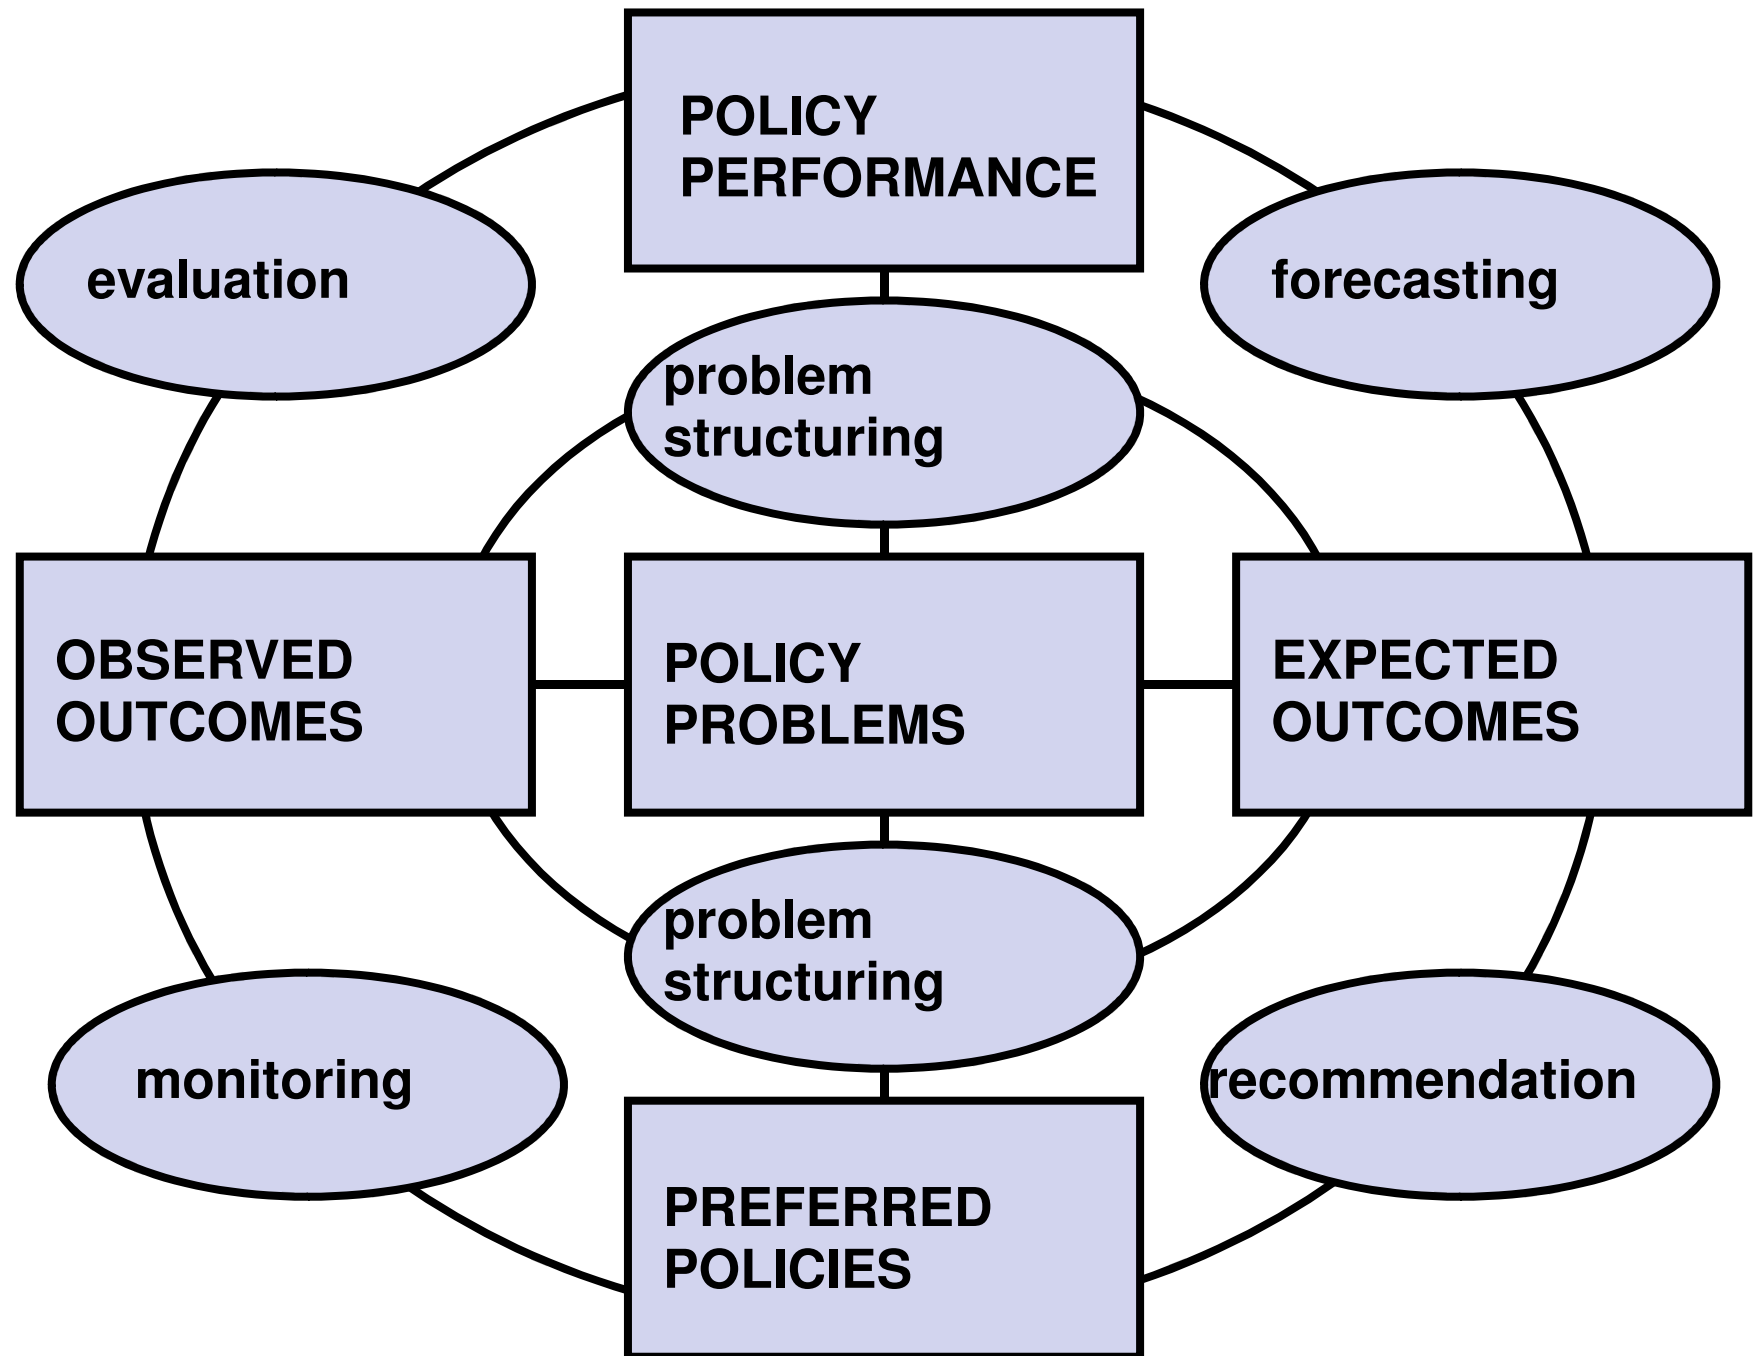 POLICY
PERFORMANCE
evaluation
forecasting
problem
structuring
OBSERVED
OUTCOMES
POLICY
PROBLEMS
EXPECTED
OUTCOMES
problem
structuring
monitoring
recommendation
PREFERRED
POLICIES